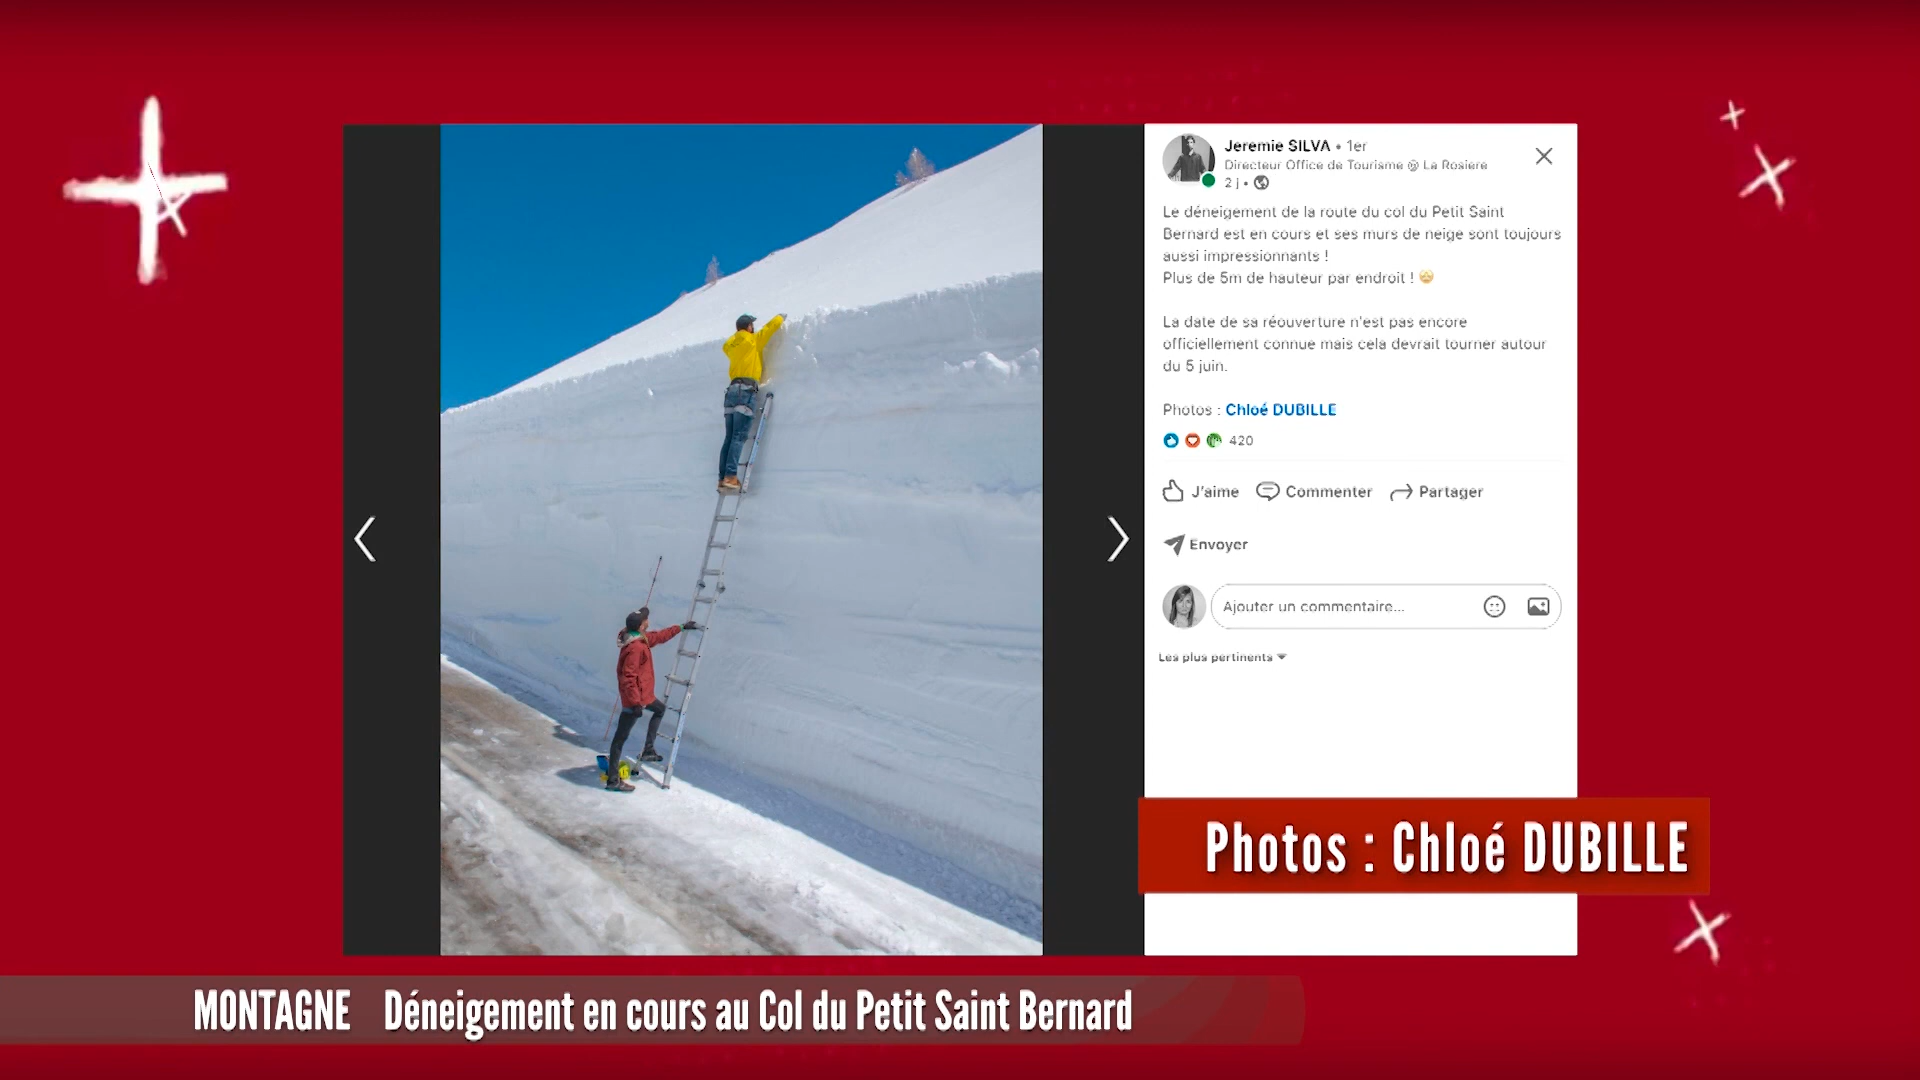 Jeremie SILVA • 1er
Directeur Office de Tourisme @ La Rosiere
2 j •
Le déneigement de la route du col du Petit Saint
Bernard est en cours et ses murs de neige sont toujours
aussi impressionnants !
Plus de 5m de hauteur par endroit !
La date de sa réouverture n'est pas encore
officiellement connue mais cela devrait tourner autour
du 5 juin.
Photos : Chloé DUBILLE
420
J'aime Commenter Partager
Envoyer
Ajouter un commentaire...
Les plus pertinents
Photos : Chloé DUBILLE
MONTAGNE Déneigement en cours au Col du Petit Saint Bernard